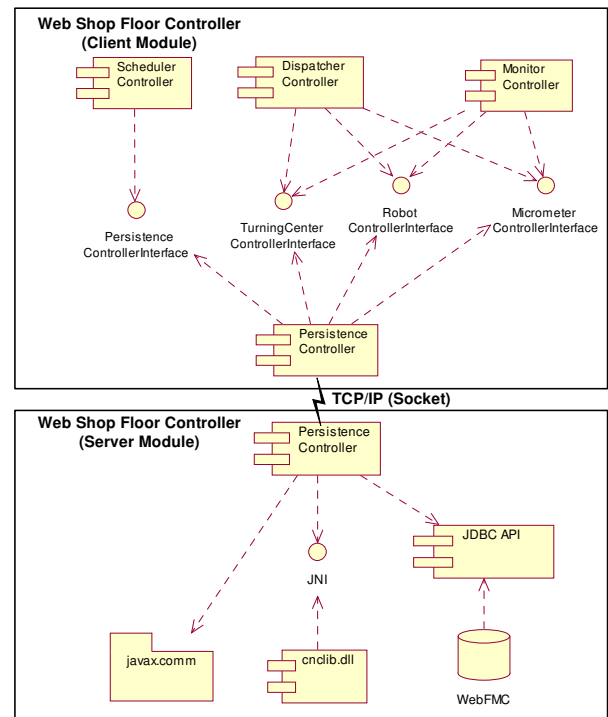 Web Shop Floor Controller
(Client Module)
Scheduler
Controller
Dispatcher
Controller
Monitor
Controller
Persistence
ControllerInterface
TurningCenter
ControllerInterface
Robot
ControllerInterface
Micrometer
ControllerInterface
Persistence
Controller
TCP/IP (Socket)
Web Shop Floor Controller
(Server Module)
Persistence
Controller
JDBC API
JNI
javax.comm
cnclib.dll
WebFMC